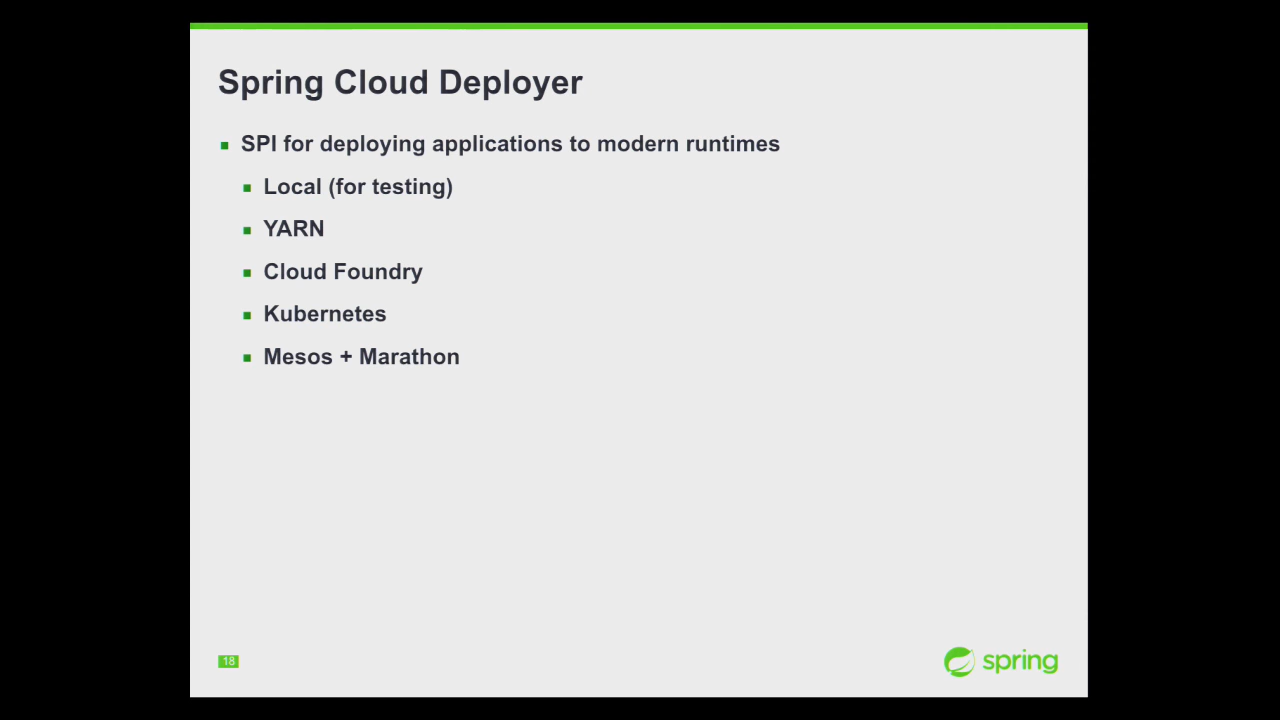 Spring Cloud Deployer
SPI for deploying applications to modern runtimes
Local (for testing)
YARN
Cloud Foundry
Kubernetes
Mesos + Marathon
18
spring